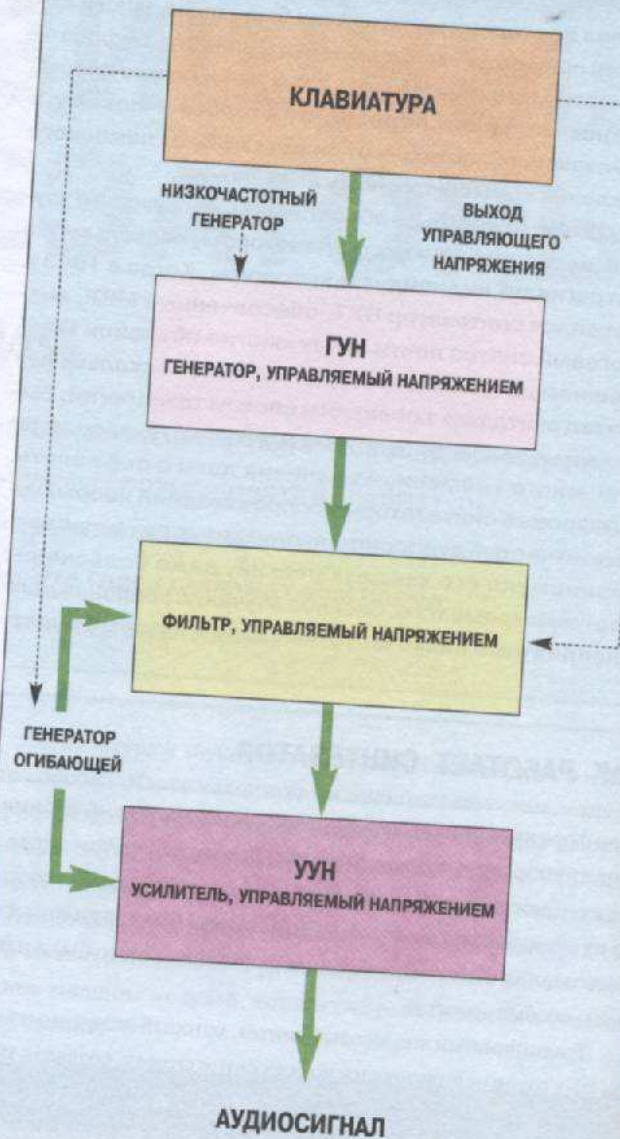 КЛАВИАТУРА
НИЗКОЧАСТОТНЫЙ
ГЕНЕРАТОР
ВЫХОД
УПРАВЛЯЮЩЕГО
НАПРЯЖЕНИЯ
ГУН
ГЕНЕРАТОР, УПРАВЛЯЕМЫЙ НАПРЯЖЕНИЕМ
ФИЛЬТР, УПРАВЛЯЕМЫЙ НАПРЯЖЕНИЕМ
ГЕНЕРАТОР
ОГИБАЮЩЕЙ
УУН
УСИЛИТЕЛЬ, УПРАВЛЯЕМЫЙ НАПРЯЖЕНИЕМ
АУДИОСИГНАЛ